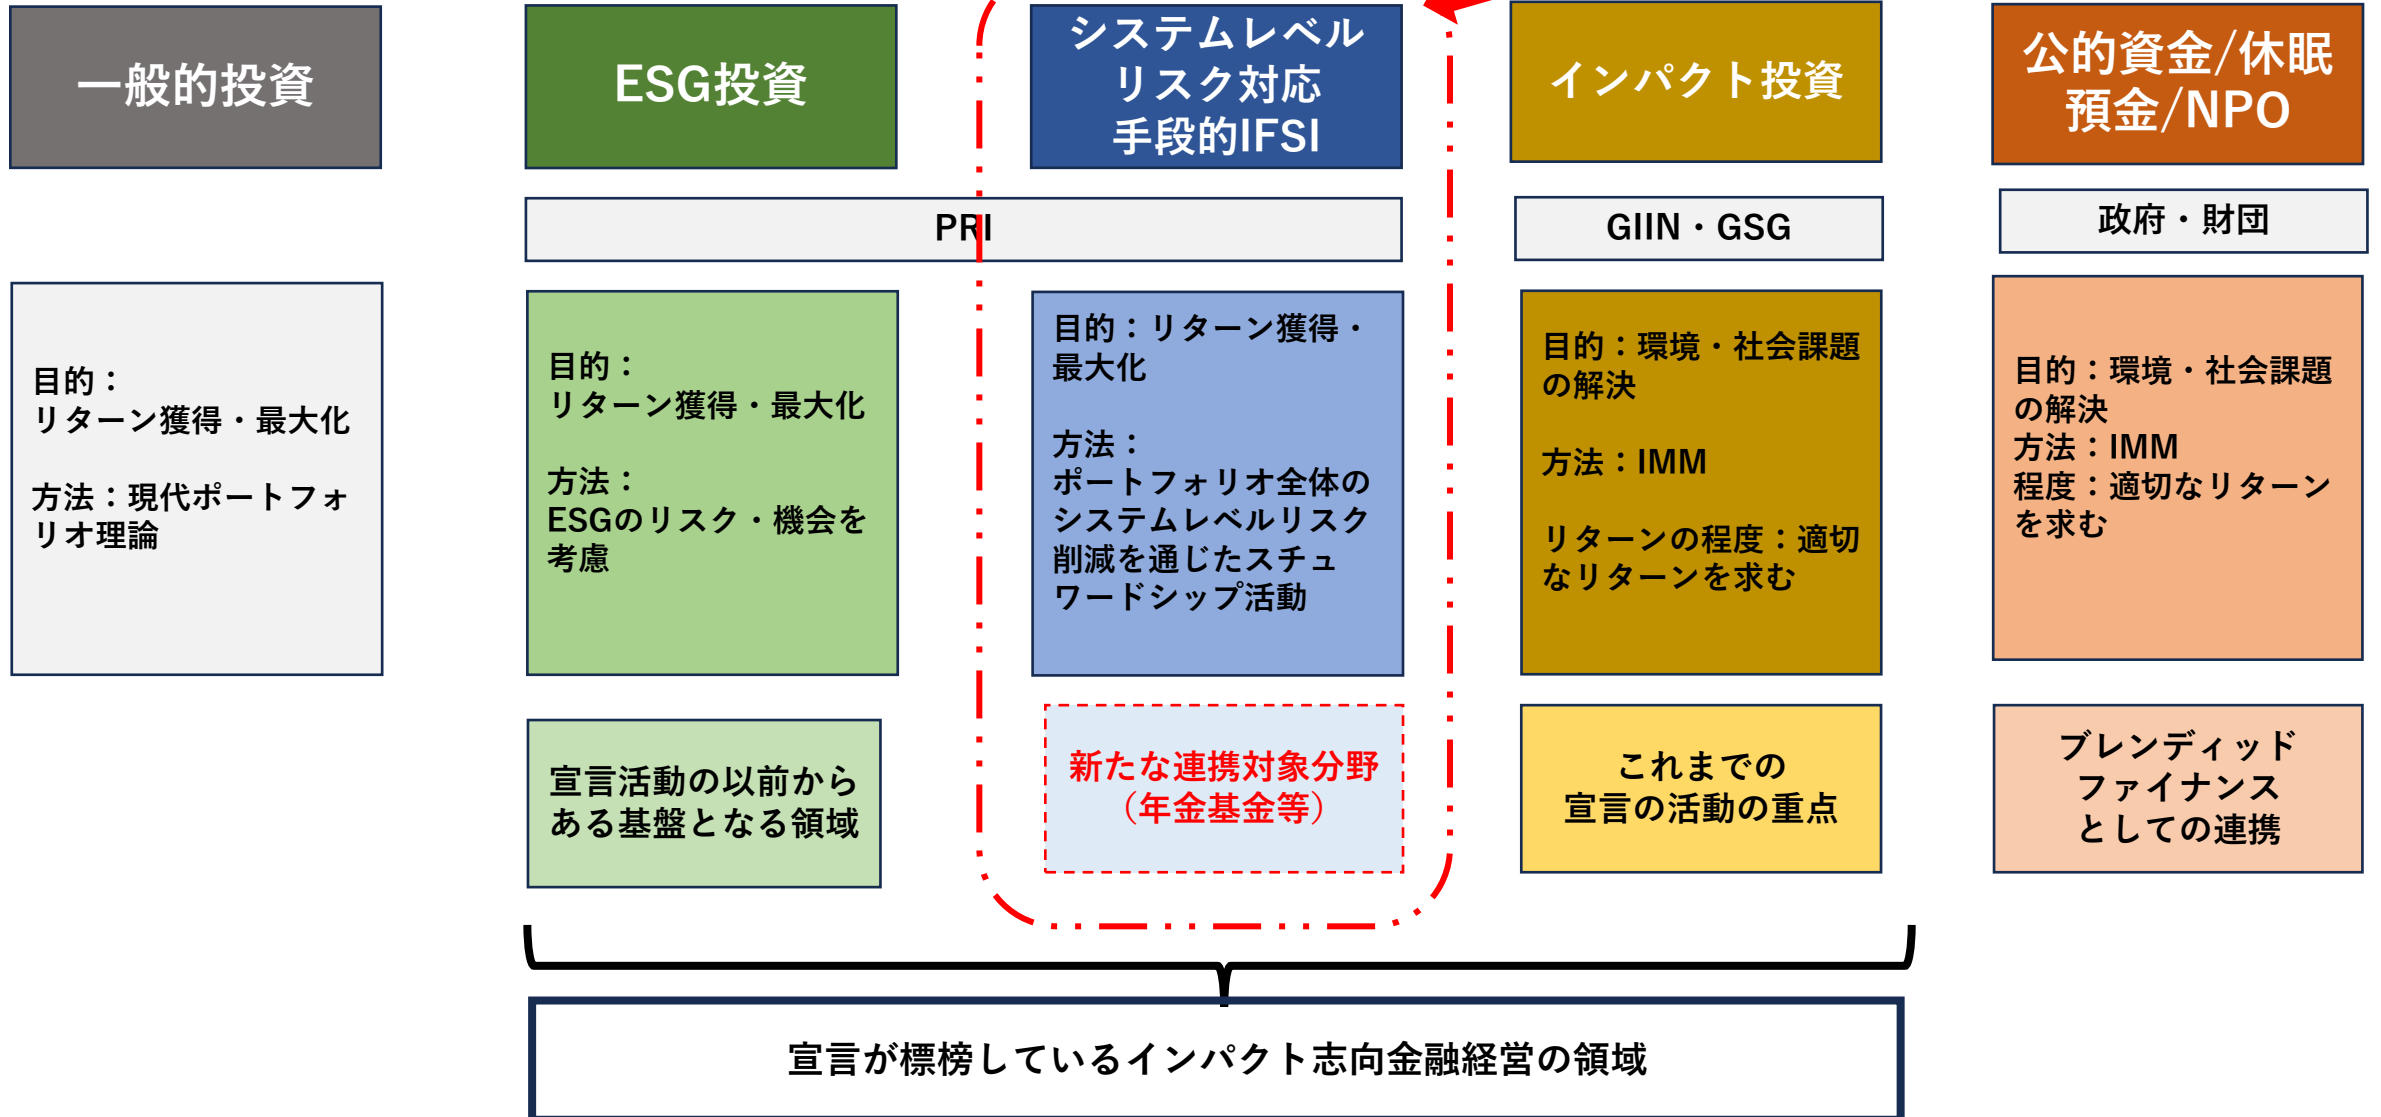 一般的投資
ESG投資
システムレベル
リスク対応
手段的IFSI
インパクト投資
公的資金/休眠
預金/NPO
PRI
GIIN・GSG
政府・財団
目的：
リターン獲得・最大化
方法：現代ポートフォ
リオ理論
目的：
リターン獲得・最大化
方法：
ESGのリスク・機会を
考慮
目的：リターン獲得・
最大化
方法：
ポートフォリオ全体の
システムレベルリスク
削減を通じたスチュ
ワードシップ活動
目的：環境・社会課題
の解決
方法：IMM
リターンの程度：適切
なリターンを求む
目的：環境・社会課題
の解決
方法：IMM
程度：適切なリターン
を求む
宣言活動の以前から
ある基盤となる領域
新たな連携対象分野
（年金基金等）
これまでの
宣言の活動の重点
ブレンディッド
ファイナンス
としての連携
宣言が標榜しているインパクト志向金融経営の領域